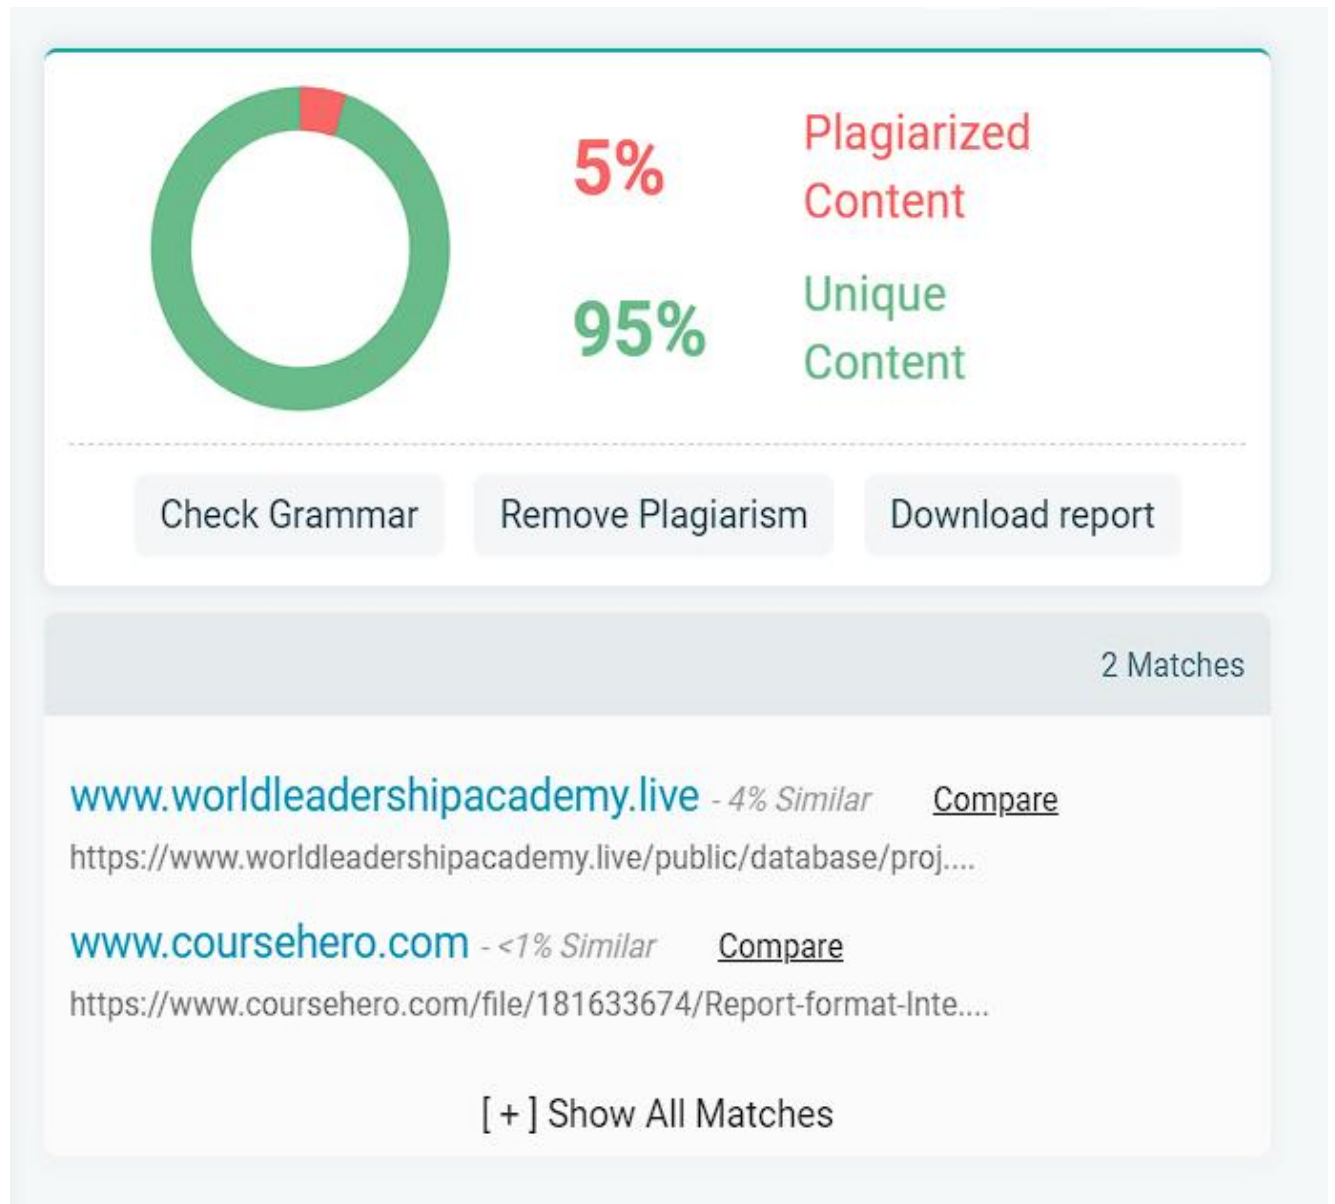 5%
Plagiarized
Content
95%
Unique
Content
Check Grammar
Remove Plagiarism
Download report
2 Matches
www.worldleadershipacademy.live - 4% Similar Compare
https://www.worldleadershipacademy.live/public/database/proj....
www.coursehero.com - <1% Similar Compare
https://www.coursehero.com/file/181633674/Report-format-Inte....
[ + ] Show All Matches